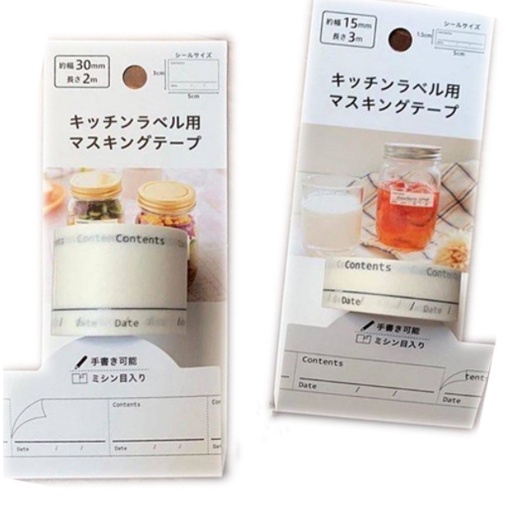 約幅30mm
長さ2m
シールサイズ
3cm
5cm
キッチンラベル用
マスキングテープ
Contents
Date
手書き可能
ミシン目入り
Contents
Date / /
Date / /
約幅15mm
長さ3m
シールサイズ
1.5cm
5cm
キッチンラベル用
マスキングテープ
Contents
Contents
Date / /
Date
手書き可能
ミシン目入り
Contents
Date / /